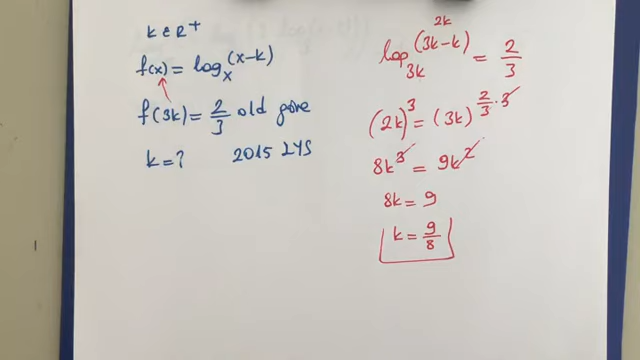 k ∈ R⁺
f(x) = log_x (x-k)
f(3k) = 2/3 old göre
k = ? 2015 LYS
2k
log_3k (3k-k) = 2/3
(2k)³ = (3k)^(2/3 · 3)
8k³ = 9k²
8k = 9
k = 9/8